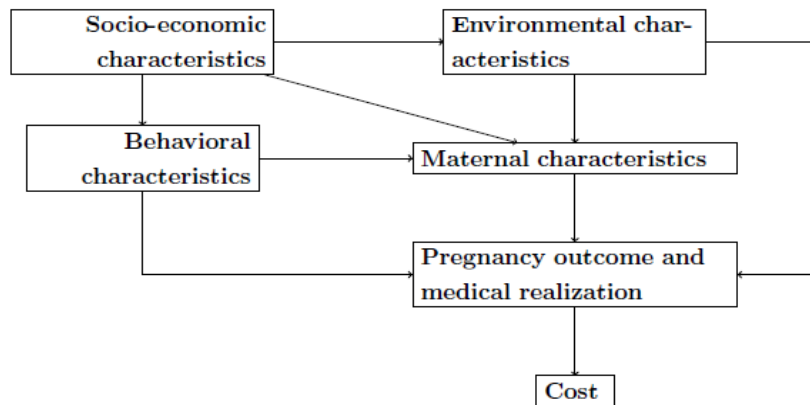 Socio-economic
characteristics
Environmental char-
acteristics
Behavioral
characteristics
Maternal characteristics
Pregnancy outcome and
medical realization
Cost